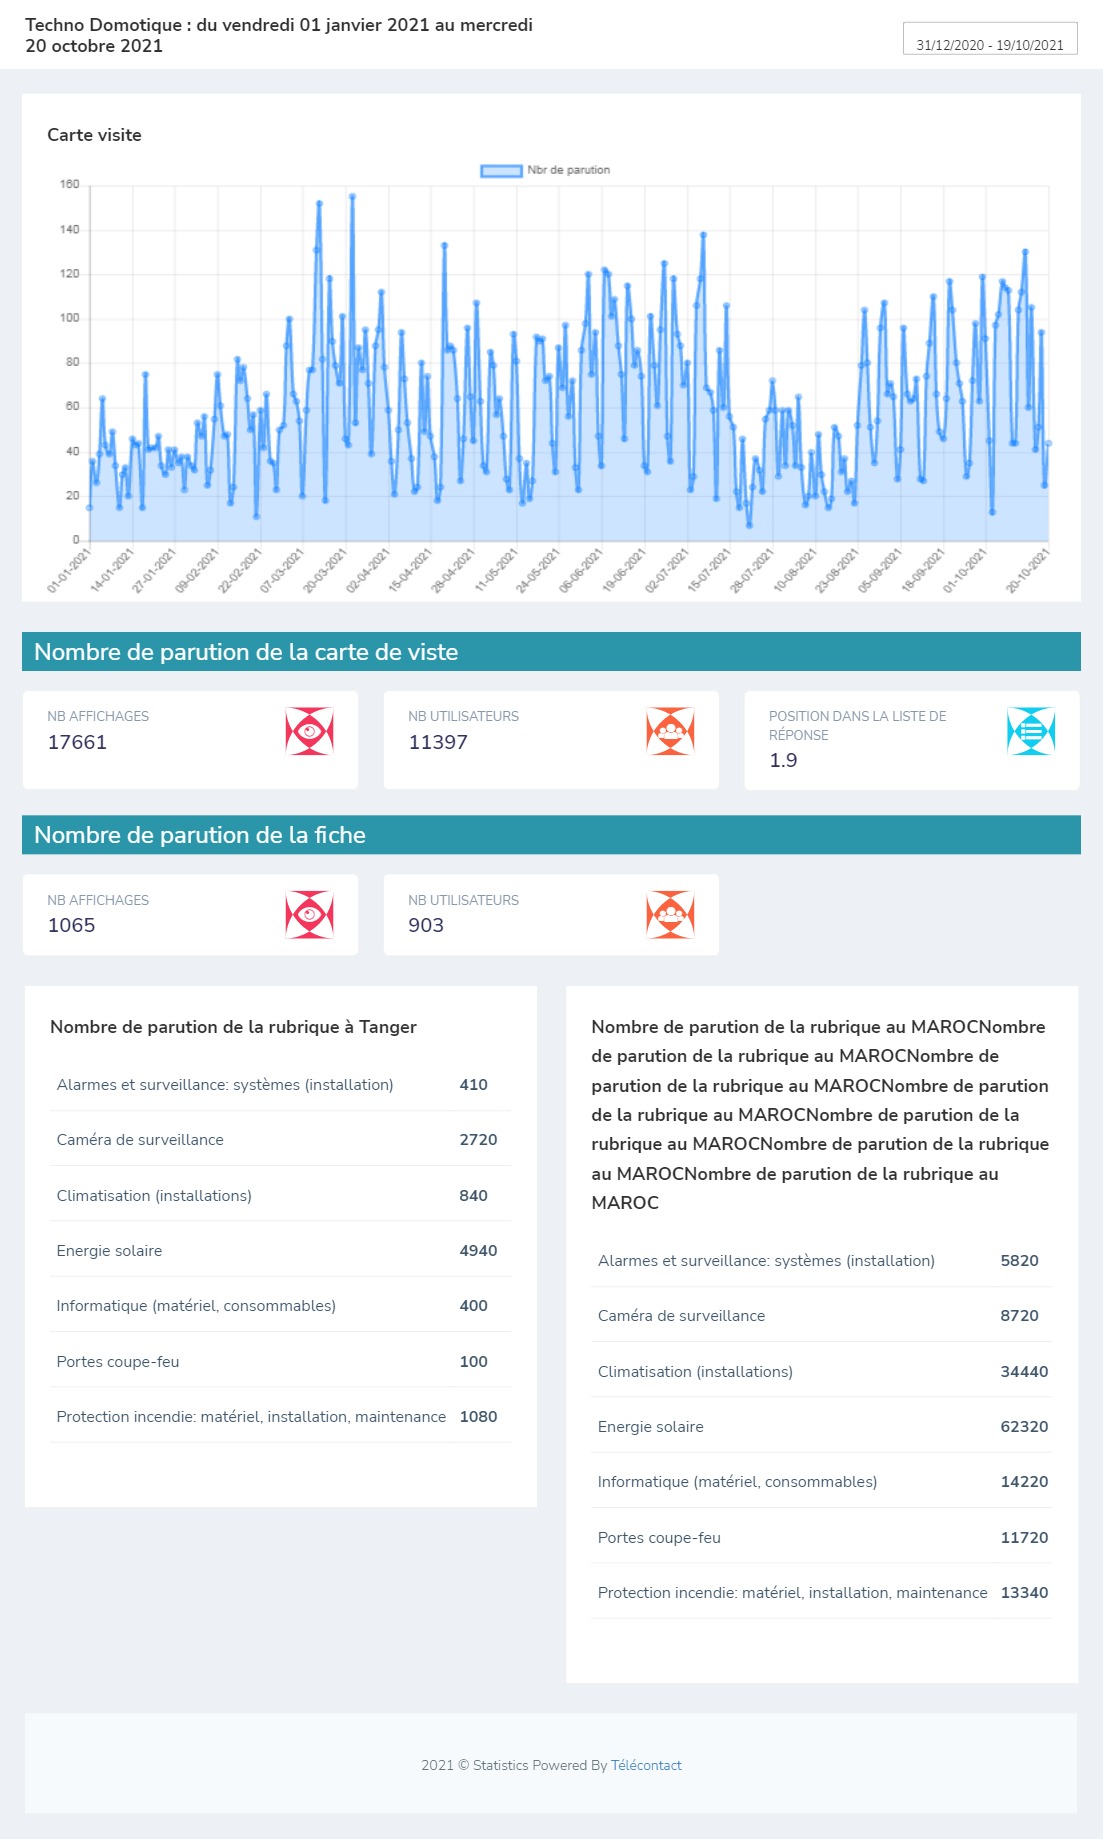 Techno Domotique : du vendredi 01 janvier 2021 au mercredi
20 octobre 2021
31/12/2020 - 19/10/2021
Carte visite
Nbr de parution
160
140
120
100
80
60
40
20
0
01-01-2021
14-01-2021
27-01-2021
09-02-2021
22-02-2021
07-03-2021
20-03-2021
02-04-2021
15-04-2021
28-04-2021
11-05-2021
24-05-2021
06-06-2021
19-06-2021
02-07-2021
15-07-2021
28-07-2021
10-08-2021
23-08-2021
05-09-2021
18-09-2021
01-10-2021
20-10-2021
Nombre de parution de la carte de viste
NB AFFICHAGES
17661
NB UTILISATEURS
11397
POSITION DANS LA LISTE DE
RÉPONSE
1.9
Nombre de parution de la fiche
NB AFFICHAGES
1065
NB UTILISATEURS
903
Nombre de parution de la rubrique à Tanger
Alarmes et surveillance: systèmes (installation) 410
Caméra de surveillance 2720
Climatisation (installations) 840
Energie solaire 4940
Informatique (matériel, consommables) 400
Portes coupe-feu 100
Protection incendie: matériel, installation, maintenance 1080
Nombre de parution de la rubrique au MAROCNombre
de parution de la rubrique au MAROCNombre de
parution de la rubrique au MAROCNombre de parution
de la rubrique au MAROCNombre de parution de la
rubrique au MAROCNombre de parution de la rubrique
au MAROCNombre de parution de la rubrique au
MAROC
Alarmes et surveillance: systèmes (installation) 5820
Caméra de surveillance 8720
Climatisation (installations) 34440
Energie solaire 62320
Informatique (matériel, consommables) 14220
Portes coupe-feu 11720
Protection incendie: matériel, installation, maintenance 13340
2021 © Statistics Powered By Télécontact